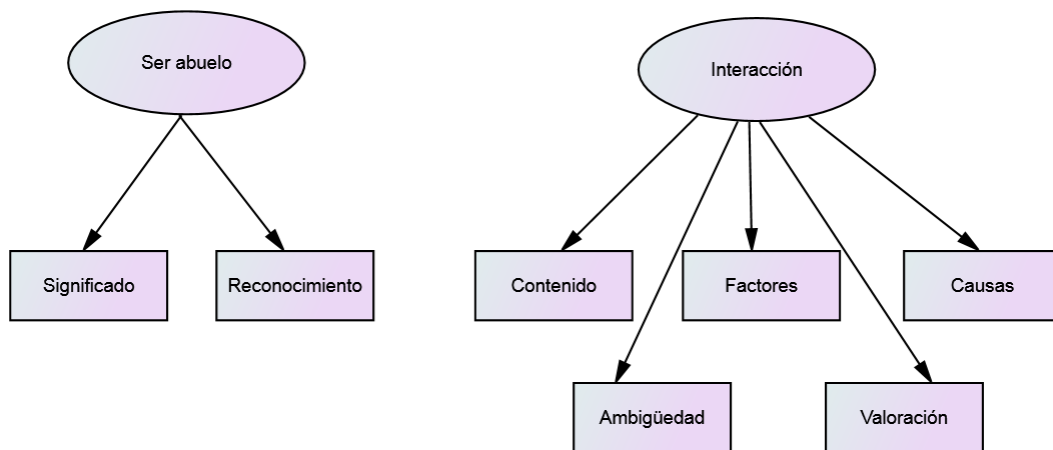 Ser abuelo
Interacción
Significado
Reconocimiento
Contenido
Factores
Causas
Ambigüedad
Valoración